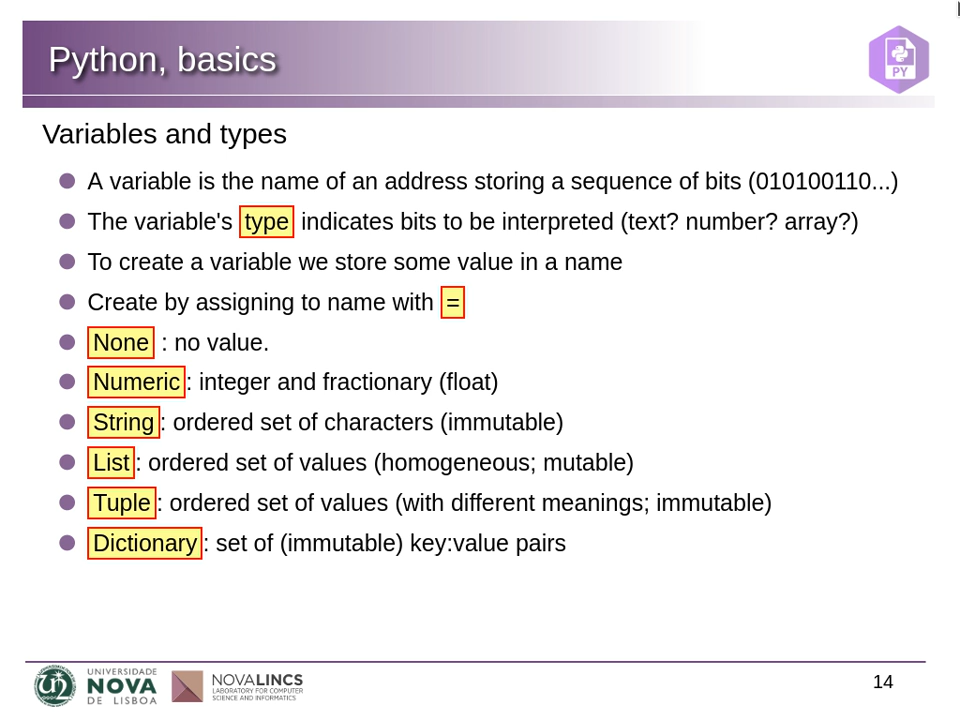 Python, basics
PY
Variables and types
A variable is the name of an address storing a sequence of bits (010100110...)
The variable's type indicates bits to be interpreted (text? number? array?)
To create a variable we store some value in a name
Create by assigning to name with =
None : no value.
Numeric : integer and fractionary (float)
String : ordered set of characters (immutable)
List : ordered set of values (homogeneous; mutable)
Tuple : ordered set of values (with different meanings; immutable)
Dictionary : set of (immutable) key:value pairs
UNIVERSIDADE
NOVA
DE LISBOA
NOVALINCS
LABORATORY FOR COMPUTER
SCIENCE AND INFORMATICS
14